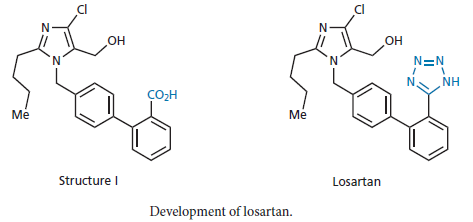 Cl
N
OH
N
CO₂H
Me
Structure I
Cl
N
OH
N
N=N
N
NH
Me
Losartan
Development of losartan.